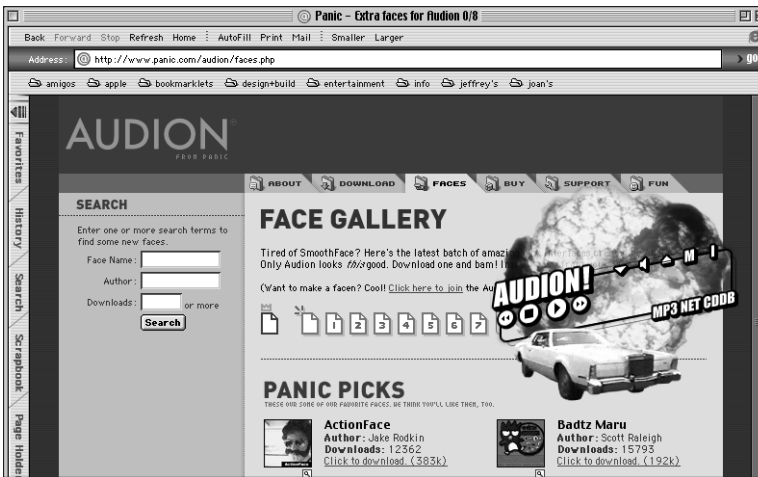 Panic – Extra faces for Audion 0/8
Back Forward Stop Refresh Home AutoFill Print Mail Smaller Larger
Address: http://www.panic.com/audion/faces.php go
amigos apple bookmarklets design+build entertainment info jeffrey's joan's
Favorites
History
Search
Scrapbook
Page Holder
AUDION
FROM PANIC
ABOUT DOWNLOAD FACES BUY SUPPORT FUN
SEARCH
Enter one or more search terms to
find some new faces.
Face Name:
Author:
Downloads: or more
Search
FACE GALLERY
Tired of SmoothFace? Here's the latest batch of
Only Audion looks this good. Download one and bam!
(Want to make a facen? Cool! Click here to join the
1 2 3 4 5 6 7
AUDION!
M I
MP3 NET CDDB
PANIC PICKS
THESE OUR SOME OF OUR FAVORITE FACES. WE THINK YOU'LL LIKE THEM, TOO.
ActionFace
Author: Jake Rodkin
Downloads: 12362
Click to download. (383k)
ActionFace
Badtz Maru
Author: Scott Raleigh
Downloads: 15793
Click to download. (192k)